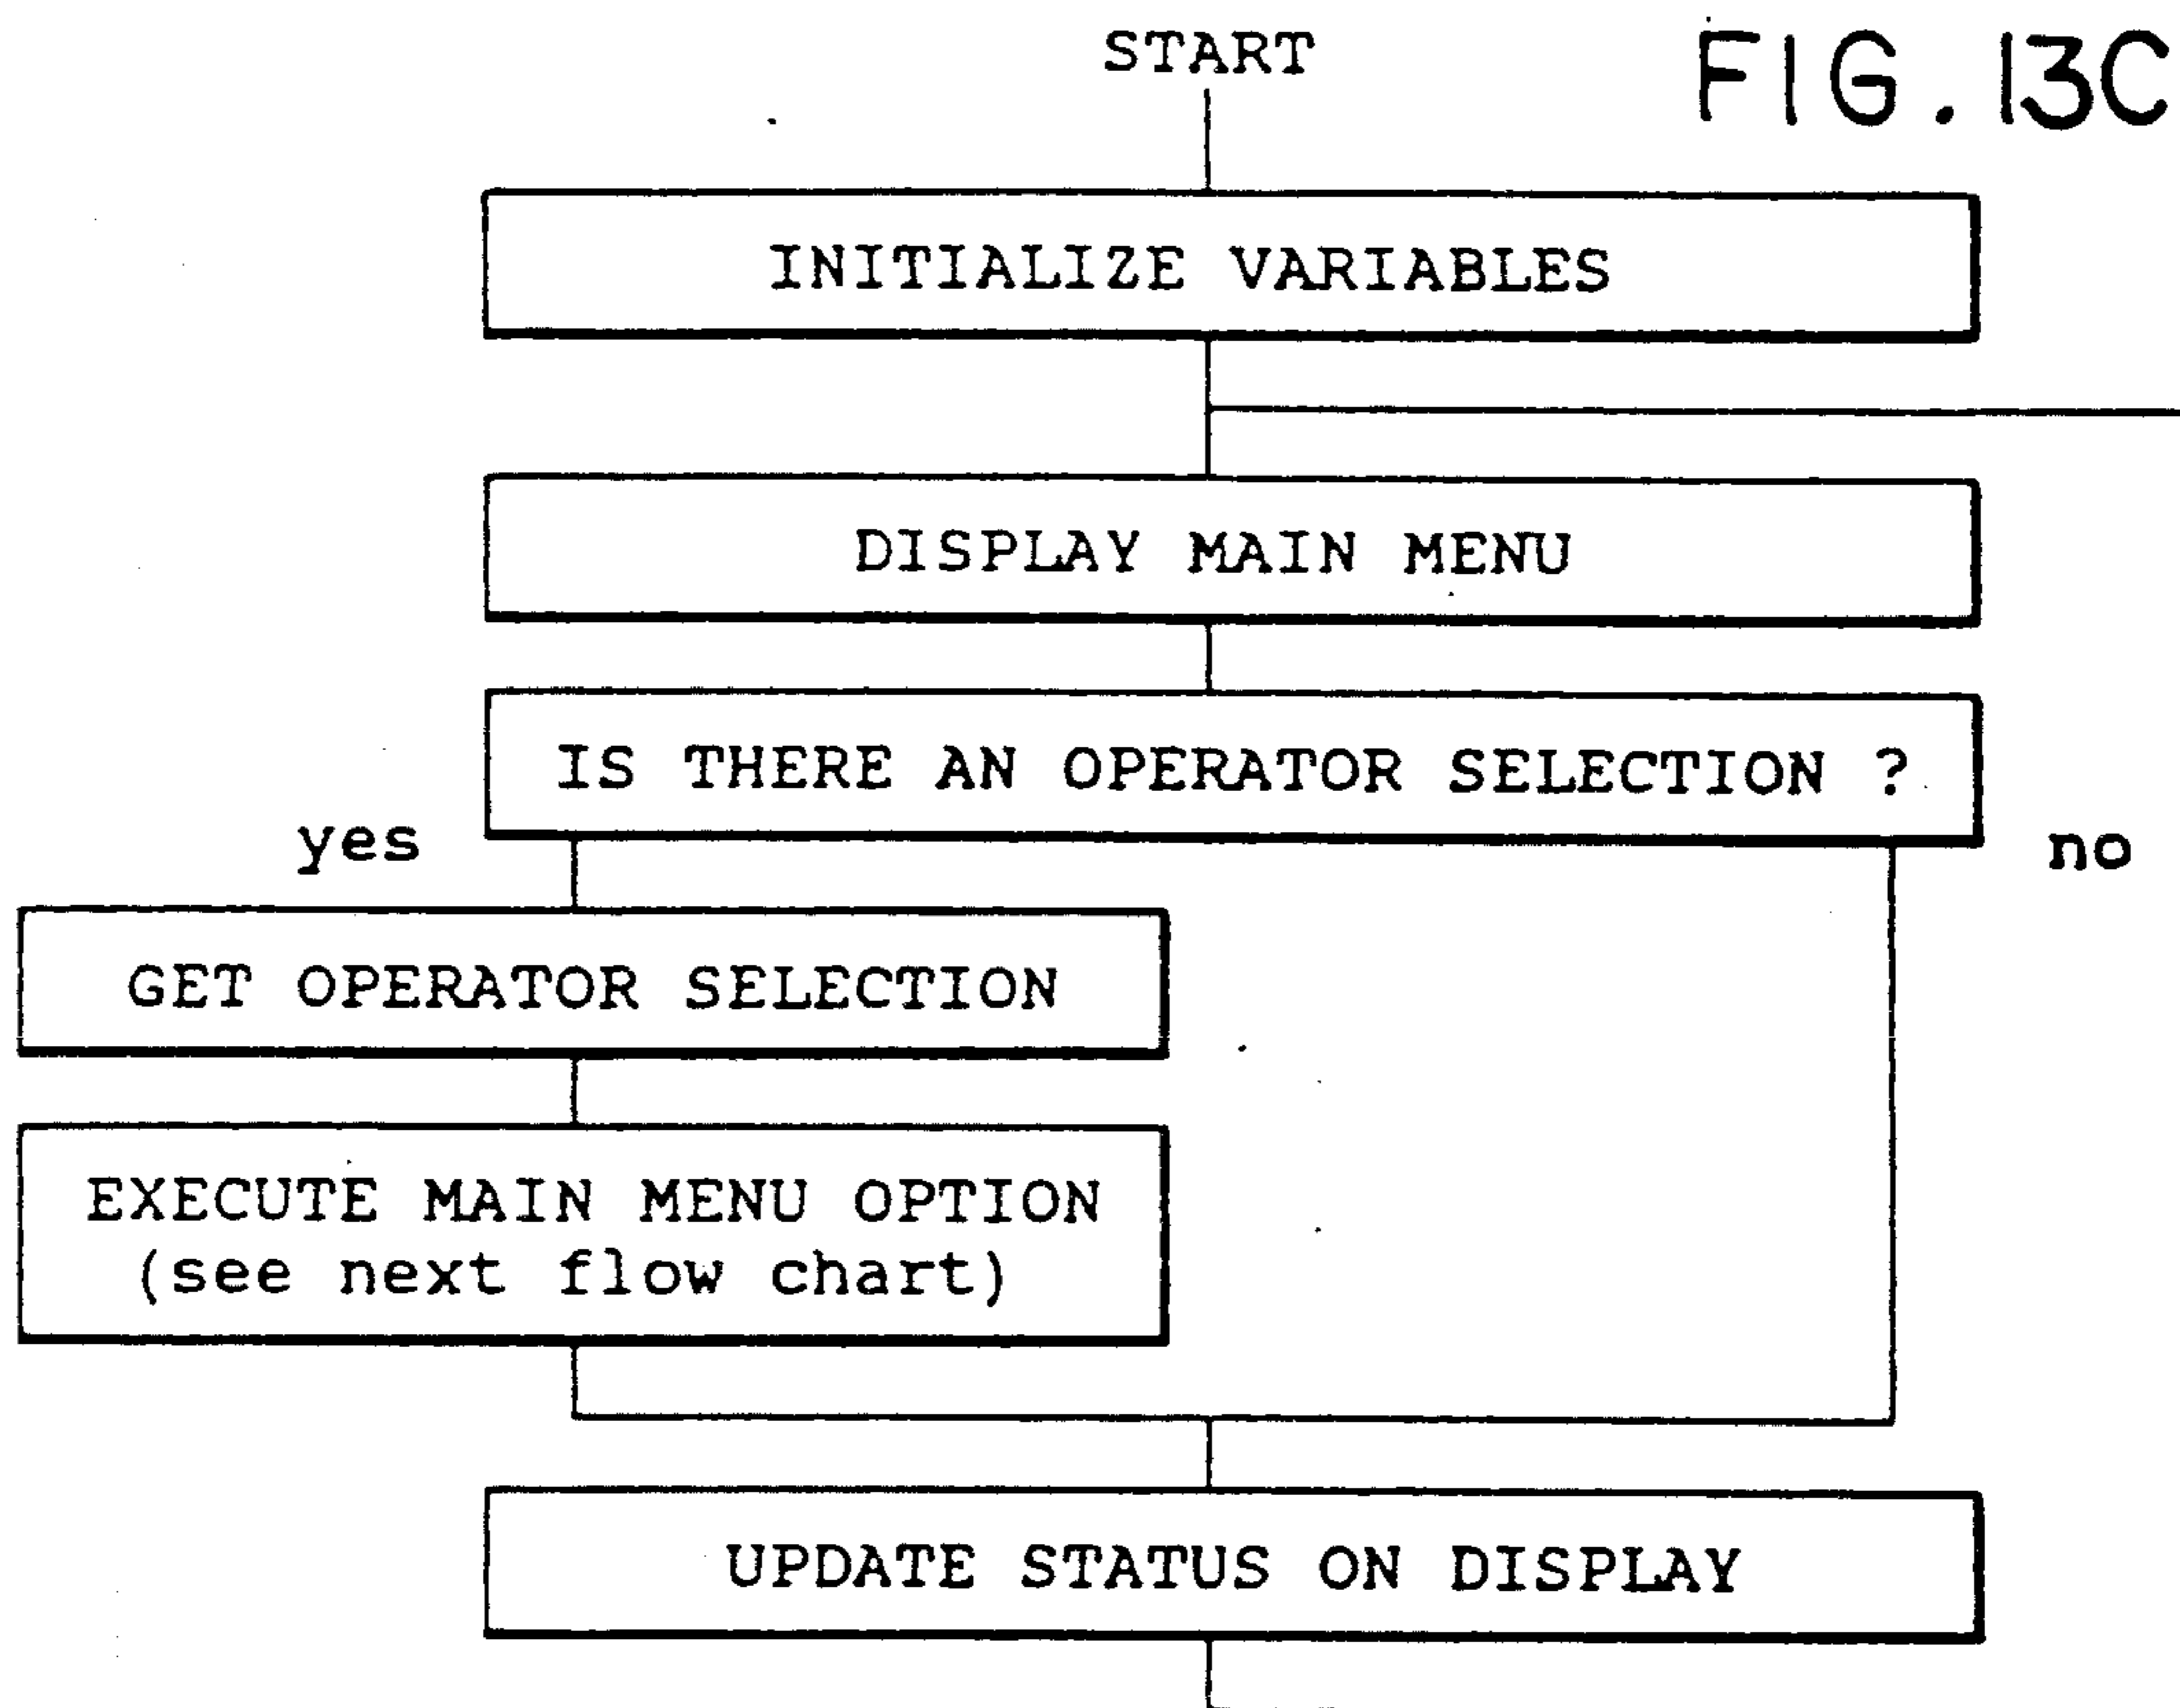 START
FIG. 13C
INITIALIZE VARIABLES
DISPLAY MAIN MENU
IS THERE AN OPERATOR SELECTION ?
yes
no
GET OPERATOR SELECTION
EXECUTE MAIN MENU OPTION
(see next flow chart)
UPDATE STATUS ON DISPLAY